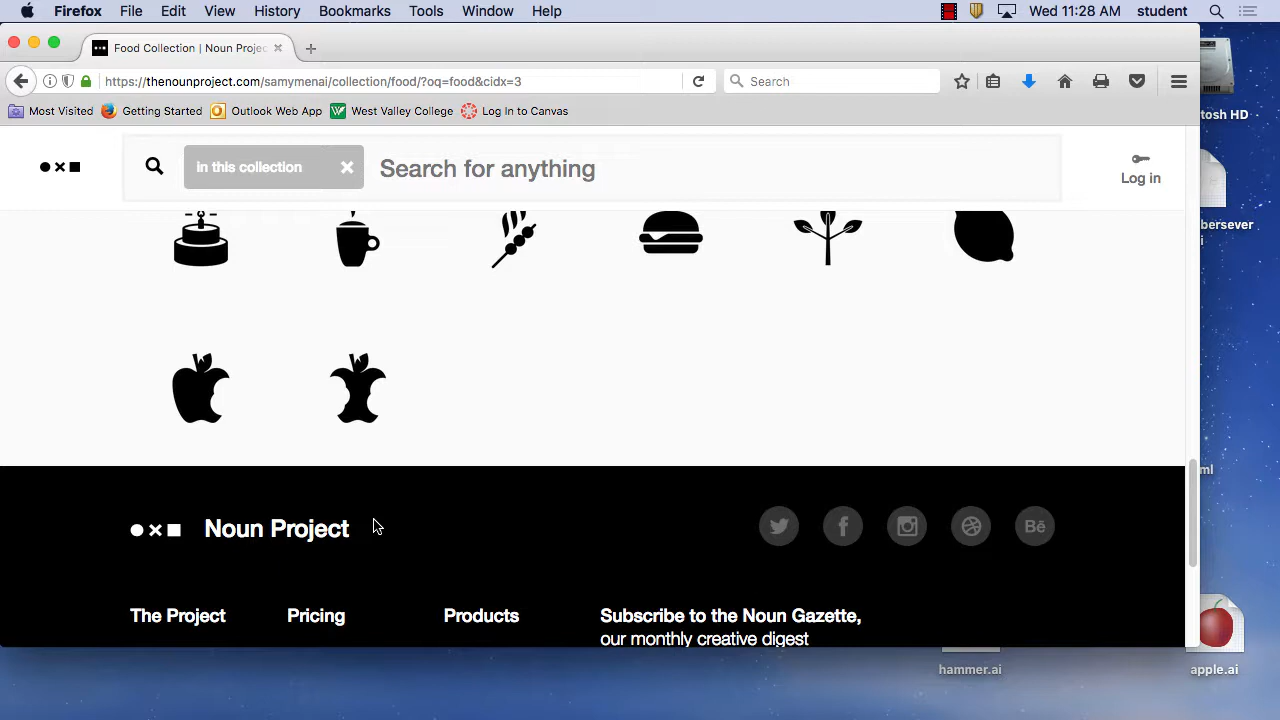 Firefox File Edit View History Bookmarks Tools Window Help Wed 11:28 AM student
Food Collection | Noun Projec
https://thenounproject.com/samymenai/collection/food/?oq=food&cidx=3 Search
Most Visited Getting Started Outlook Web App West Valley College Log In to Canvas
tosh HD
in this collection Search for anything
Log in
bersever
i
ml
Noun Project
Bē
The Project Pricing Products Subscribe to the Noun Gazette,
our monthly creative digest
hammer.ai apple.ai